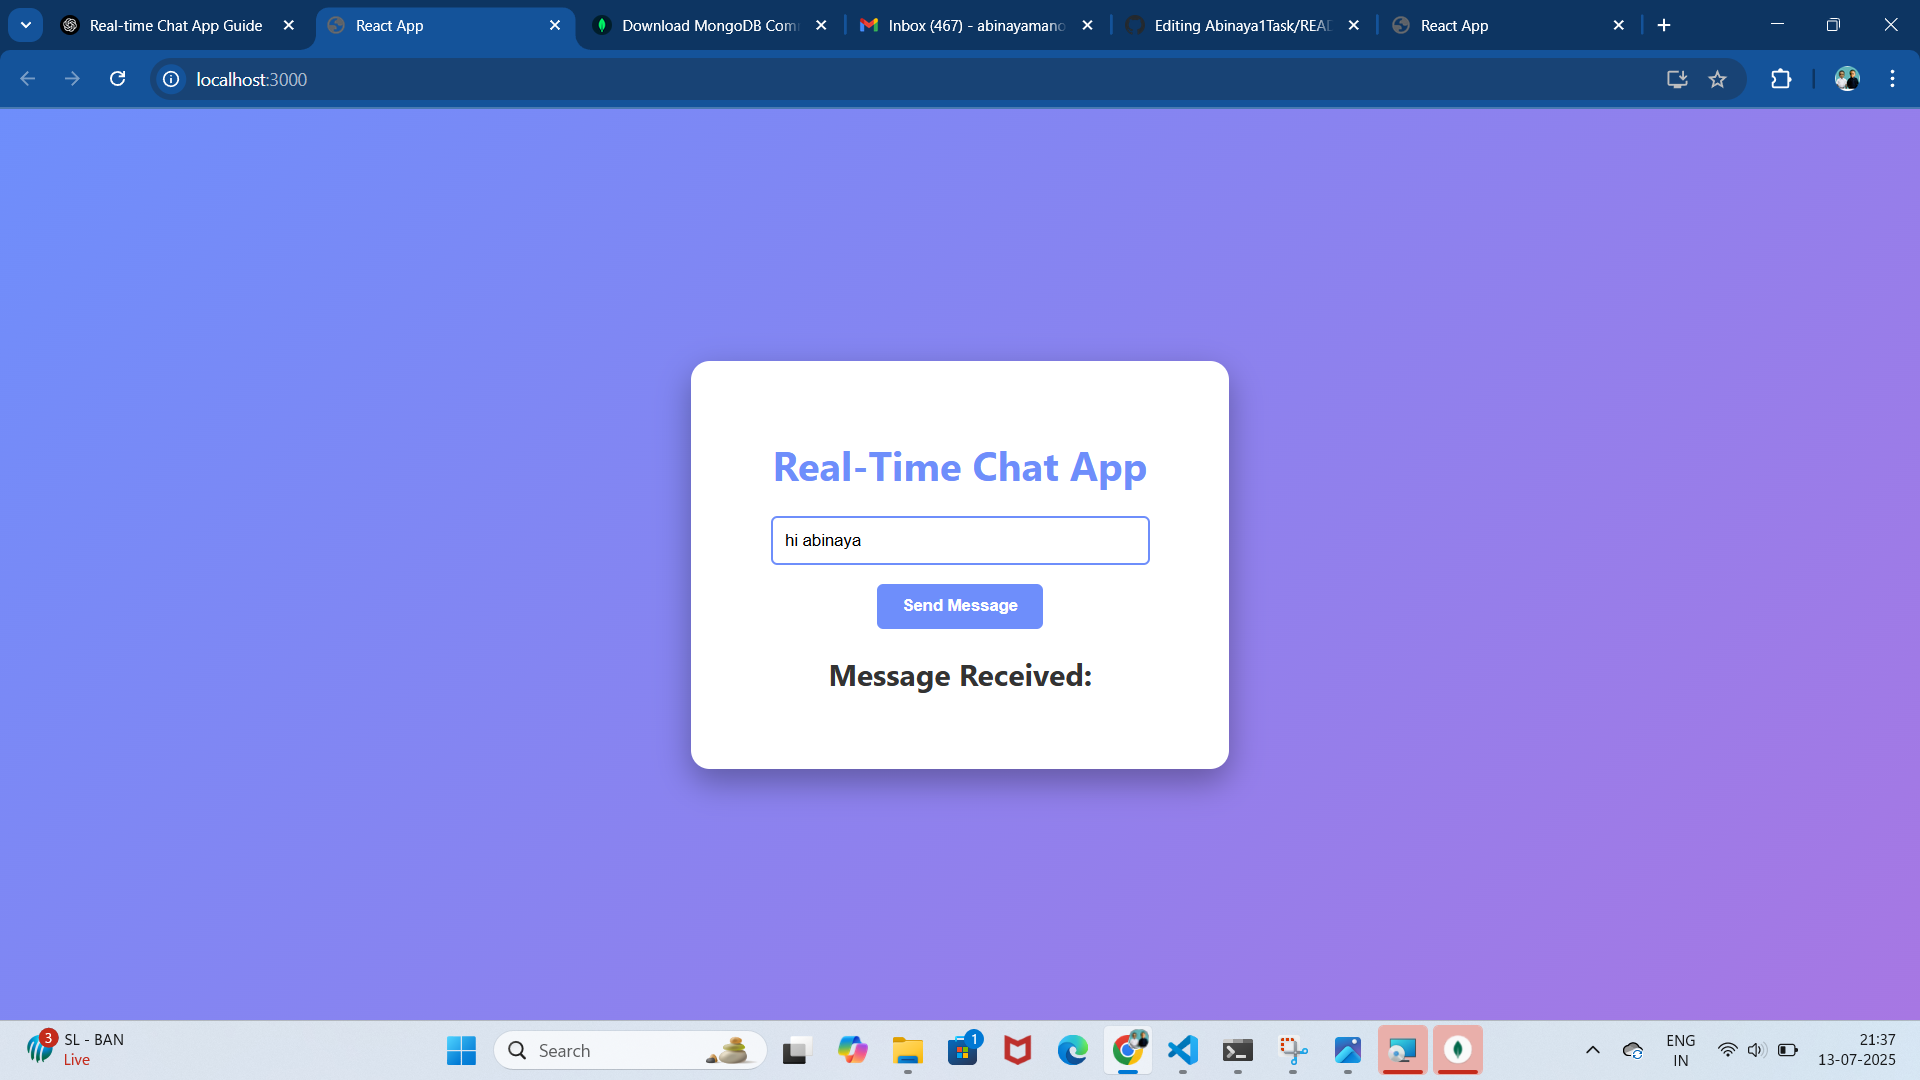 Real-time Chat App Guide
React App
Download MongoDB Com
Inbox (467) - abinayamano
Editing Abinaya1Task/READ
React App
localhost:3000
Real-Time Chat App
hi abinaya
Send Message
Message Received:
3
SL - BAN
Live
Search
1
ENG
IN
21:37
13-07-2025